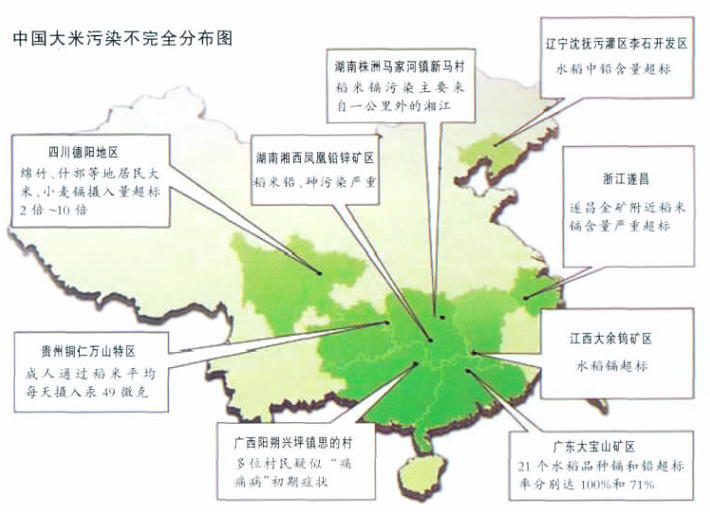 中国大米污染不完全分布图
辽宁沈抚污灌区李石开发区
水稻中铅含量超标
湖南株洲马家河镇新马村
稻米镉污染主要来
自一公里外的湘江
四川德阳地区
绵竹、什邡等地居民大
米、小麦镉摄入量超标
2倍~10倍
湖南湘西凤凰铅锌矿区
稻米铅、砷污染严重
浙江遂昌
遂昌金矿附近稻米
镉含量严重超标
贵州铜仁万山特区
成人通过稻米平均
每天摄入汞49微克
江西大余钨矿区
水稻镉超标
广西阳朔兴坪镇思的村
多位村民疑似“痛
痛病”初期症状
广东大宝山矿区
21个水稻品种镉和铅超标
率分别达100%和71%